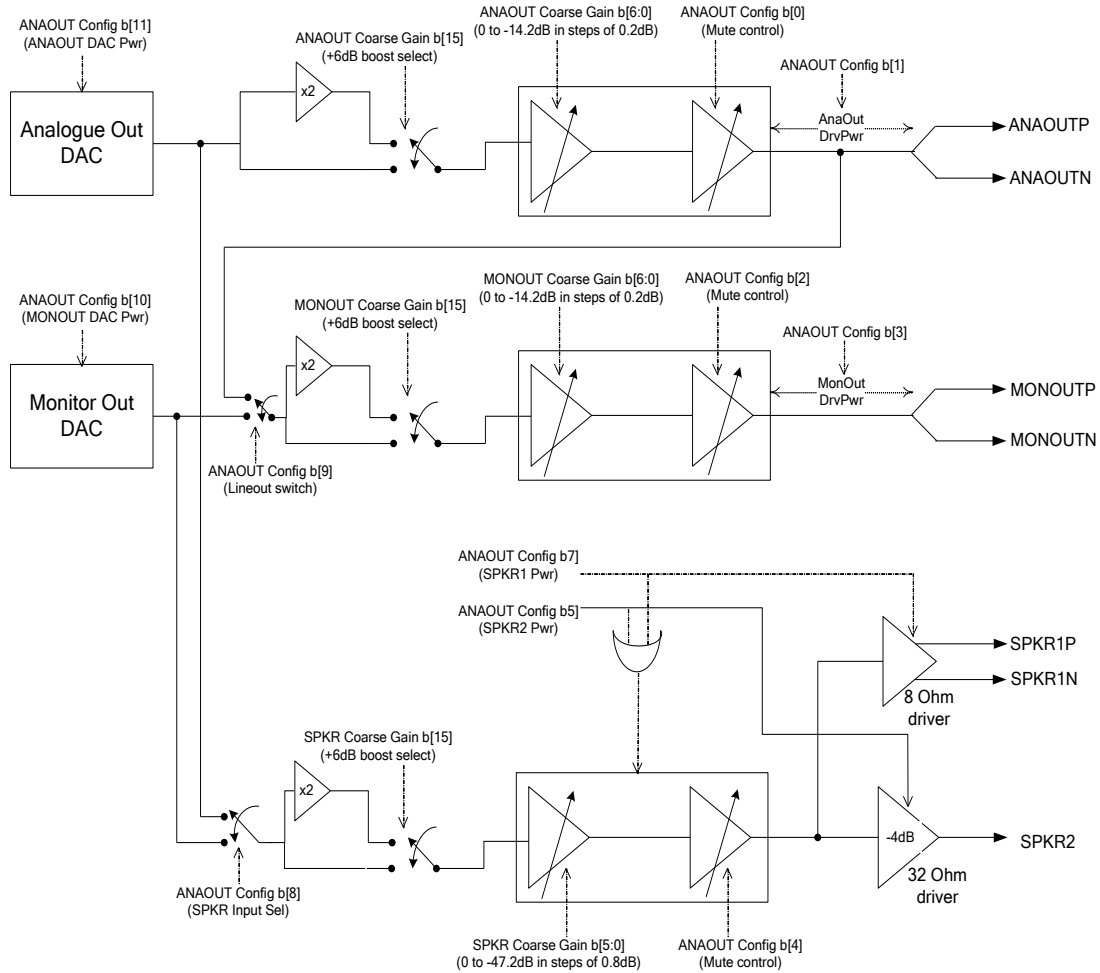 ANAOUT Config b[11]
(ANAOUT DAC Pwr)
ANAOUT Coarse Gain b[15]
(+6dB boost select)
ANAOUT Coarse Gain b[6:0]
(0 to -14.2dB in steps of 0.2dB)
ANAOUT Config b[0]
(Mute control)
ANAOUT Config b[1]
Analogue Out
DAC
x2
AnaOut
DrvPwr
ANAOUTP
ANAOUTN
ANAOUT Config b[10]
(MONOUT DAC Pwr)
MONOUT Coarse Gain b[15]
(+6dB boost select)
MONOUT Coarse Gain b[6:0]
(0 to -14.2dB in steps of 0.2dB)
ANAOUT Config b[2]
(Mute control)
ANAOUT Config b[3]
Monitor Out
DAC
x2
MonOut
DrvPwr
MONOUTP
MONOUTN
ANAOUT Config b[9]
(Lineout switch)
ANAOUT Config b7]
(SPKR1 Pwr)
ANAOUT Config b5]
(SPKR2 Pwr)
SPKR1P
SPKR1N
8 Ohm
driver
SPKR Coarse Gain b[15]
(+6dB boost select)
x2
-4dB
SPKR2
32 Ohm
driver
ANAOUT Config b[8]
(SPKR Input Sel)
SPKR Coarse Gain b[5:0]
(0 to -47.2dB in steps of 0.8dB)
ANAOUT Config b[4]
(Mute control)